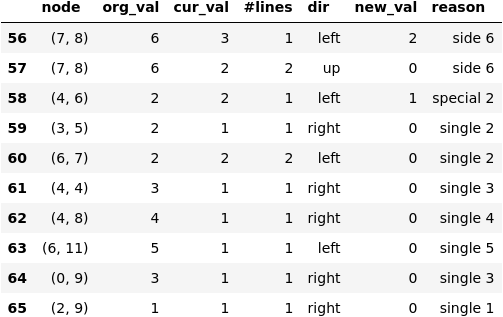 node org_val cur_val #lines dir new_val reason
56 (7, 8) 6 3 1 left 2 side 6
57 (7, 8) 6 2 2 up 0 side 6
58 (4, 6) 2 2 1 left 1 special 2
59 (3, 5) 2 1 1 right 0 single 2
60 (6, 7) 2 2 2 left 0 single 2
61 (4, 4) 3 1 1 right 0 single 3
62 (4, 8) 4 1 1 right 0 single 4
63 (6, 11) 5 1 1 left 0 single 5
64 (0, 9) 3 1 1 right 0 single 3
65 (2, 9) 1 1 1 right 0 single 1